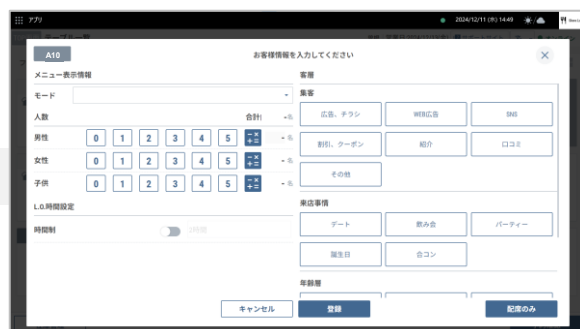 アプリ
2024/12/11 (水) 14:49
A10
お客様情報を入力してください
メニュー表示情報
モード
人数 合計( -名
男性 0 1 2 3 4 5 -名
女性 0 1 2 3 4 5 -名
子供 0 1 2 3 4 5 -名
L.O.時間設定
時間制 2時間
客層
集客
広告、チラシ WEB広告 SNS
割引、クーポン 紹介 口コミ
その他
来店事情
デート 飲み会 パーティー
誕生日 合コン
年齢層
キャンセル 登録 配席のみ